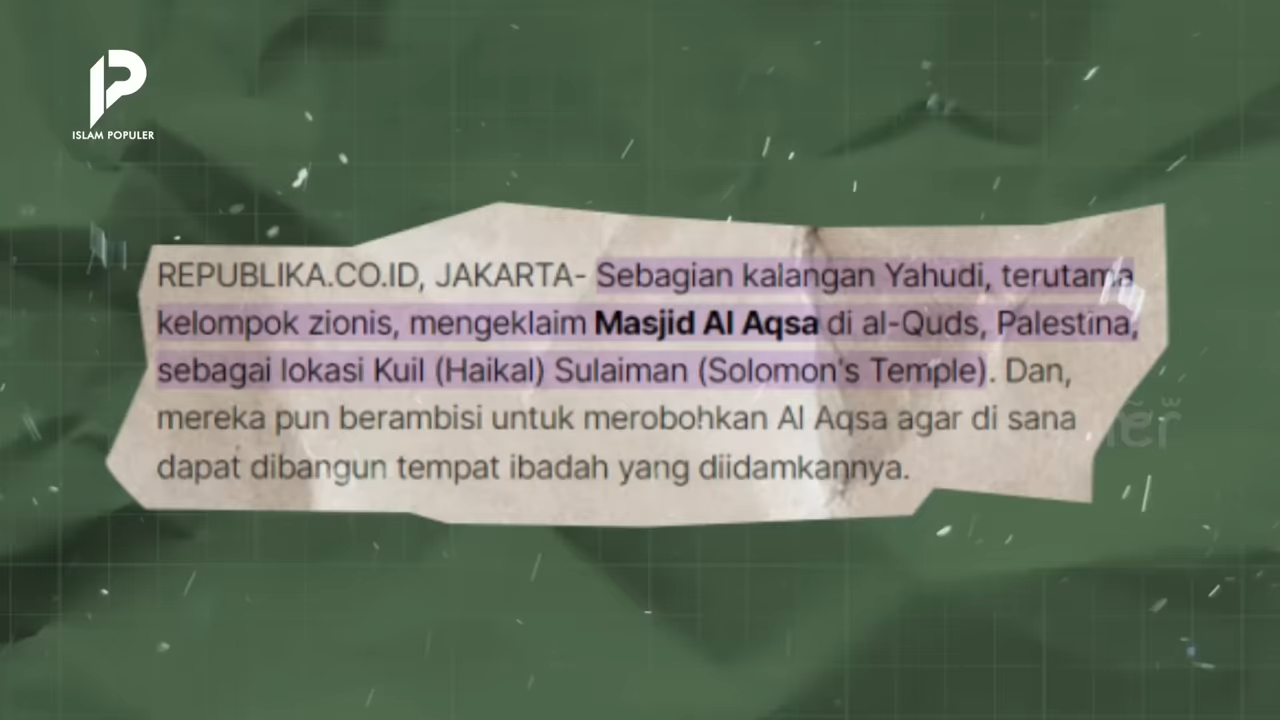 ISLAM POPULER
REPUBLIKA.CO.ID, JAKARTA- Sebagian kalangan Yahudi, terutama
kelompok zionis, mengeklaim Masjid Al Aqsa di al-Quds, Palestina,
sebagai lokasi Kuil (Haikal) Sulaiman (Solomon's Temple). Dan,
mereka pun berambisi untuk merobohkan Al Aqsa agar di sana
dapat dibangun tempat ibadah yang diidamkannya.